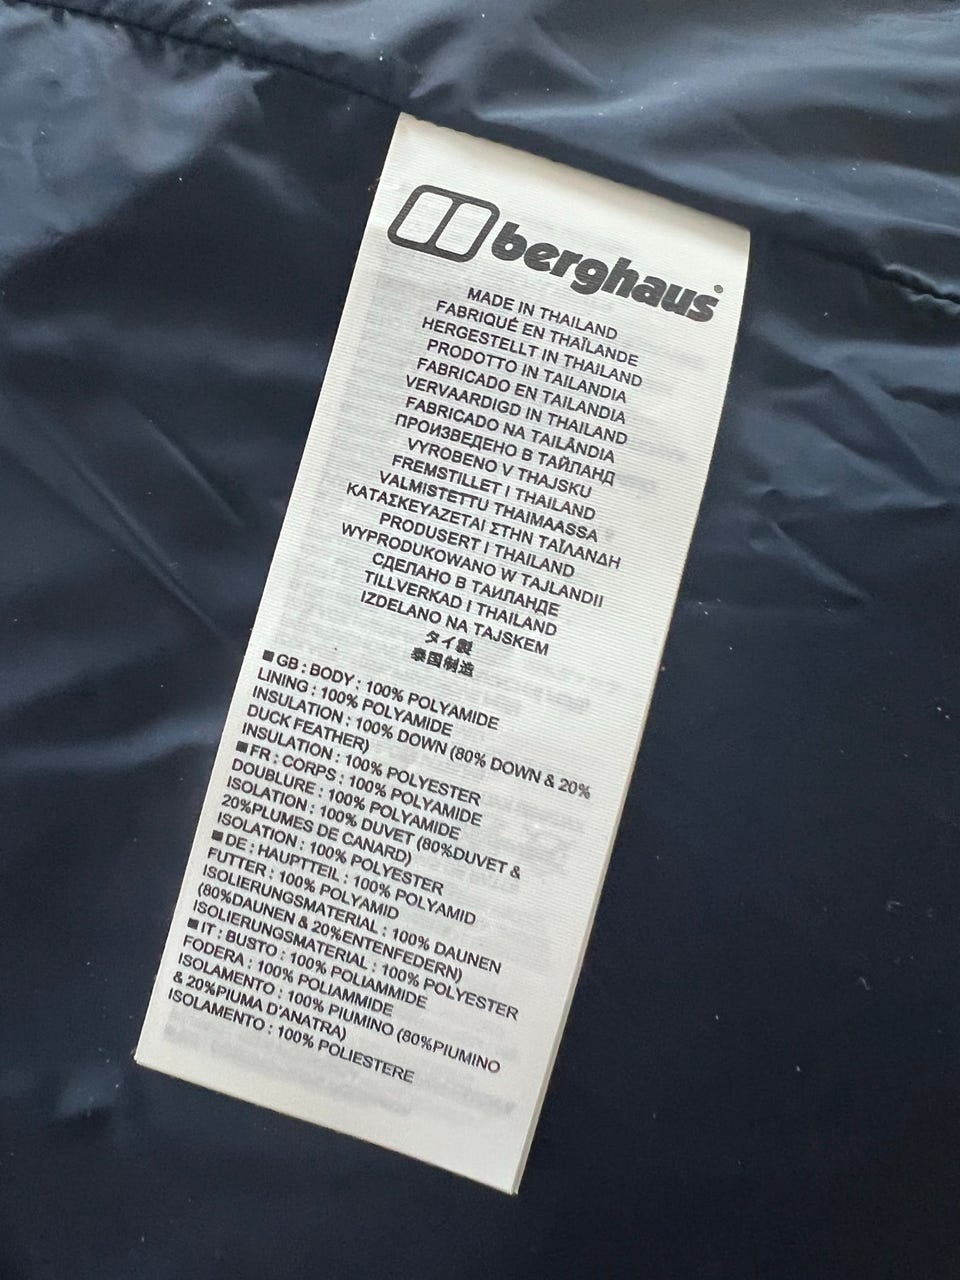 berghaus®
MADE IN THAILAND
FABRIQUÉ EN THAÏLANDE
HERGESTELLT IN THAILAND
PRODOTTO IN TAILANDIA
FABRICADO EN TAILANDIA
VERVAARDIGD IN THAILAND
FABRICADO NA TAILÂNDIA
ПРОИЗВЕДЕНО В ТАЙЛАНД
VYROBENO V THAJSKU
FREMSTILLET I THAILAND
VALMISTETTU THAIMAASSA
ΚΑΤΑΣΚΕΥΑΖΕΤΑΙ ΣΤΗΝ ΤΑΪΛΑΝΔΗ
PRODUSERT I THAILAND
WYPRODUKOWANO W TAJLANDII
СДЕЛАНО В ТАИЛАНДЕ
TILLVERKAD I THAILAND
IZDELANO NA TAJSKEM
タイ製
泰国制造
■ GB : BODY : 100% POLYAMIDE
LINING : 100% POLYAMIDE
INSULATION : 100% DOWN (80% DOWN & 20%
DUCK FEATHER)
INSULATION : 100% POLYESTER
■ FR : CORPS : 100% POLYAMIDE
DOUBLURE : 100% POLYAMIDE
ISOLATION : 100% DUVET (80%DUVET &
20%PLUMES DE CANARD)
ISOLATION : 100% POLYESTER
■ DE : HAUPTTEIL : 100% POLYAMID
FUTTER : 100% POLYAMID
ISOLIERUNGSMATERIAL : 100% DAUNEN
(80%DAUNEN & 20%ENTENFEDERN)
ISOLIERUNGSMATERIAL : 100% POLYESTER
■ IT : BUSTO : 100% POLIAMMIDE
FODERA : 100% POLIAMMIDE
ISOLAMENTO : 100% PIUMINO (80%PIUMINO
& 20%PIUMA D'ANATRA)
ISOLAMENTO : 100% POLIESTERE